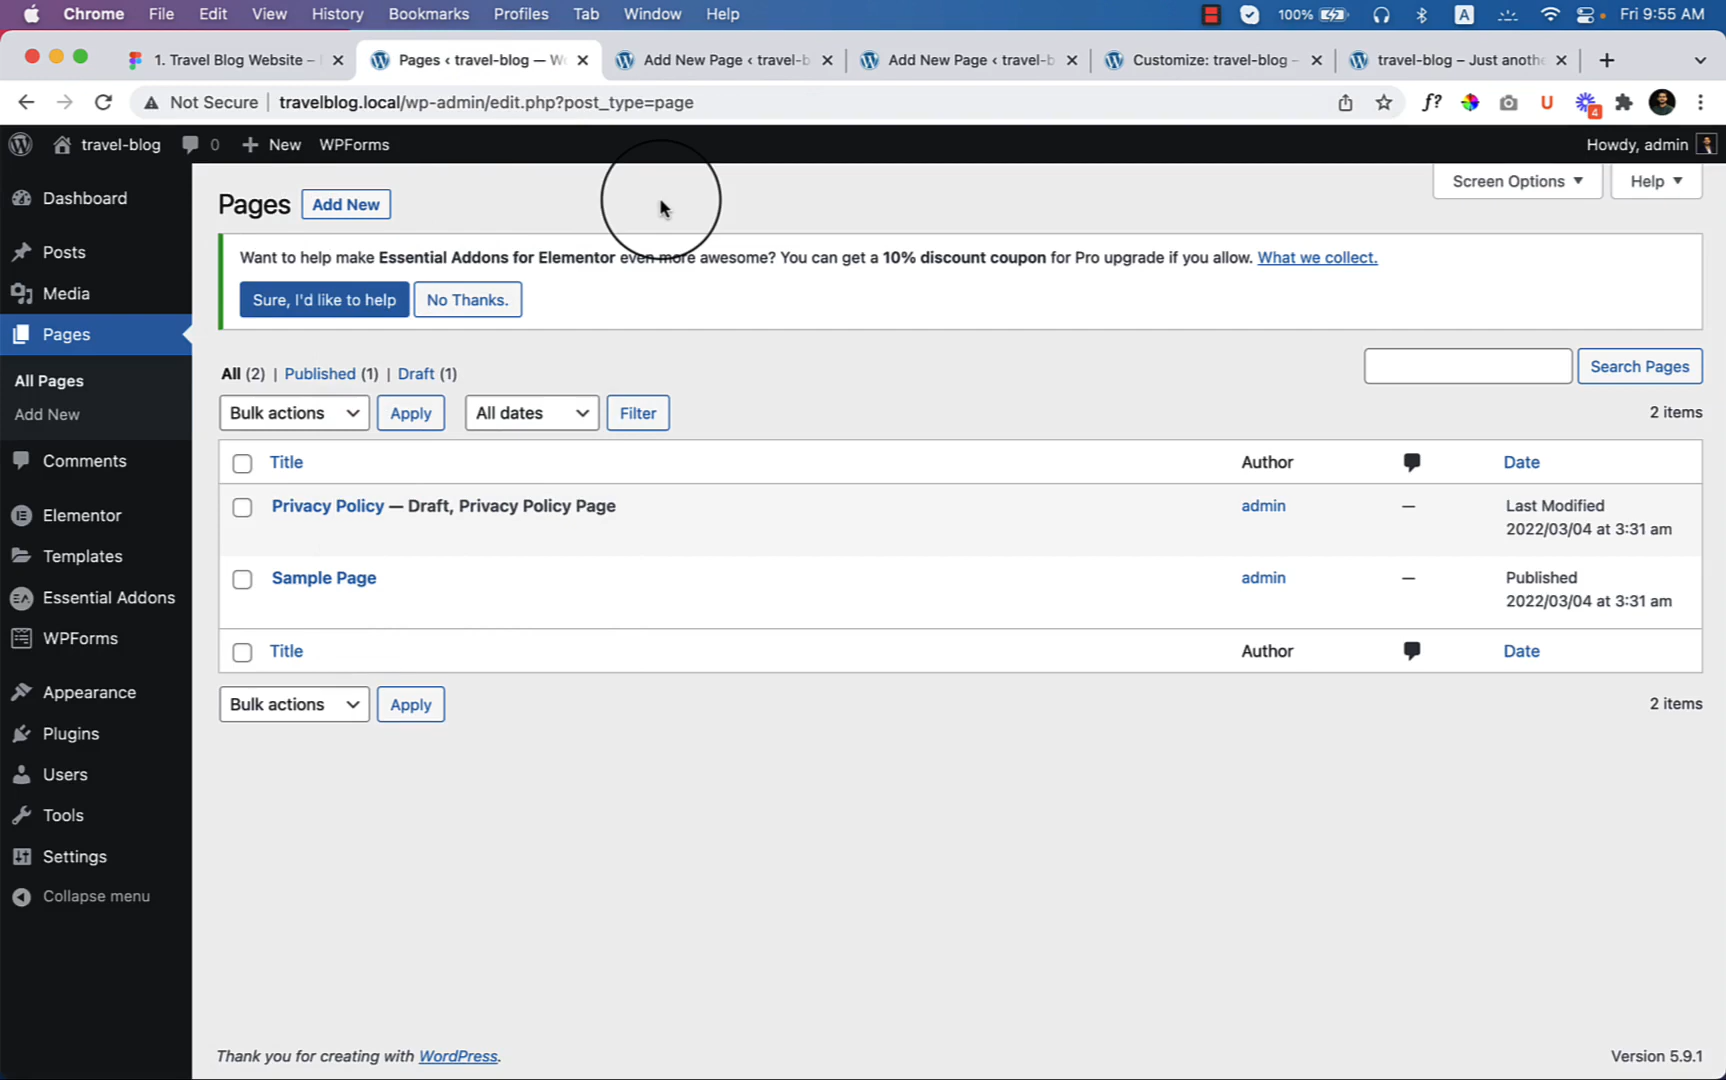 Chrome File Edit View History Bookmarks Profiles Tab Window Help 100% A Fri 9:55 AM
1. Travel Blog Website – Pages ‹ travel-blog — W Add New Page ‹ travel-b Add New Page ‹ travel-b Customize: travel-blog – travel-blog – Just anoth
Not Secure travelblog.local/wp-admin/edit.php?post_type=page f? U 4
travel-blog 0 New WPForms Howdy, admin
Dashboard
Posts
Media
Pages
All Pages
Add New
Comments
Elementor
Templates
Essential Addons
WPForms
Appearance
Plugins
Users
Tools
Settings
Collapse menu
Screen Options Help
Pages Add New
Want to help make Essential Addons for Elementor even more awesome? You can get a 10% discount coupon for Pro upgrade if you allow. What we collect.
Sure, I'd like to help No Thanks.
All (2) | Published (1) | Draft (1) Search Pages
Bulk actions Apply All dates Filter 2 items
Title Author Date
Privacy Policy — Draft, Privacy Policy Page admin — Last Modified
2022/03/04 at 3:31 am
Sample Page admin — Published
2022/03/04 at 3:31 am
Title Author Date
Bulk actions Apply 2 items
Thank you for creating with WordPress. Version 5.9.1